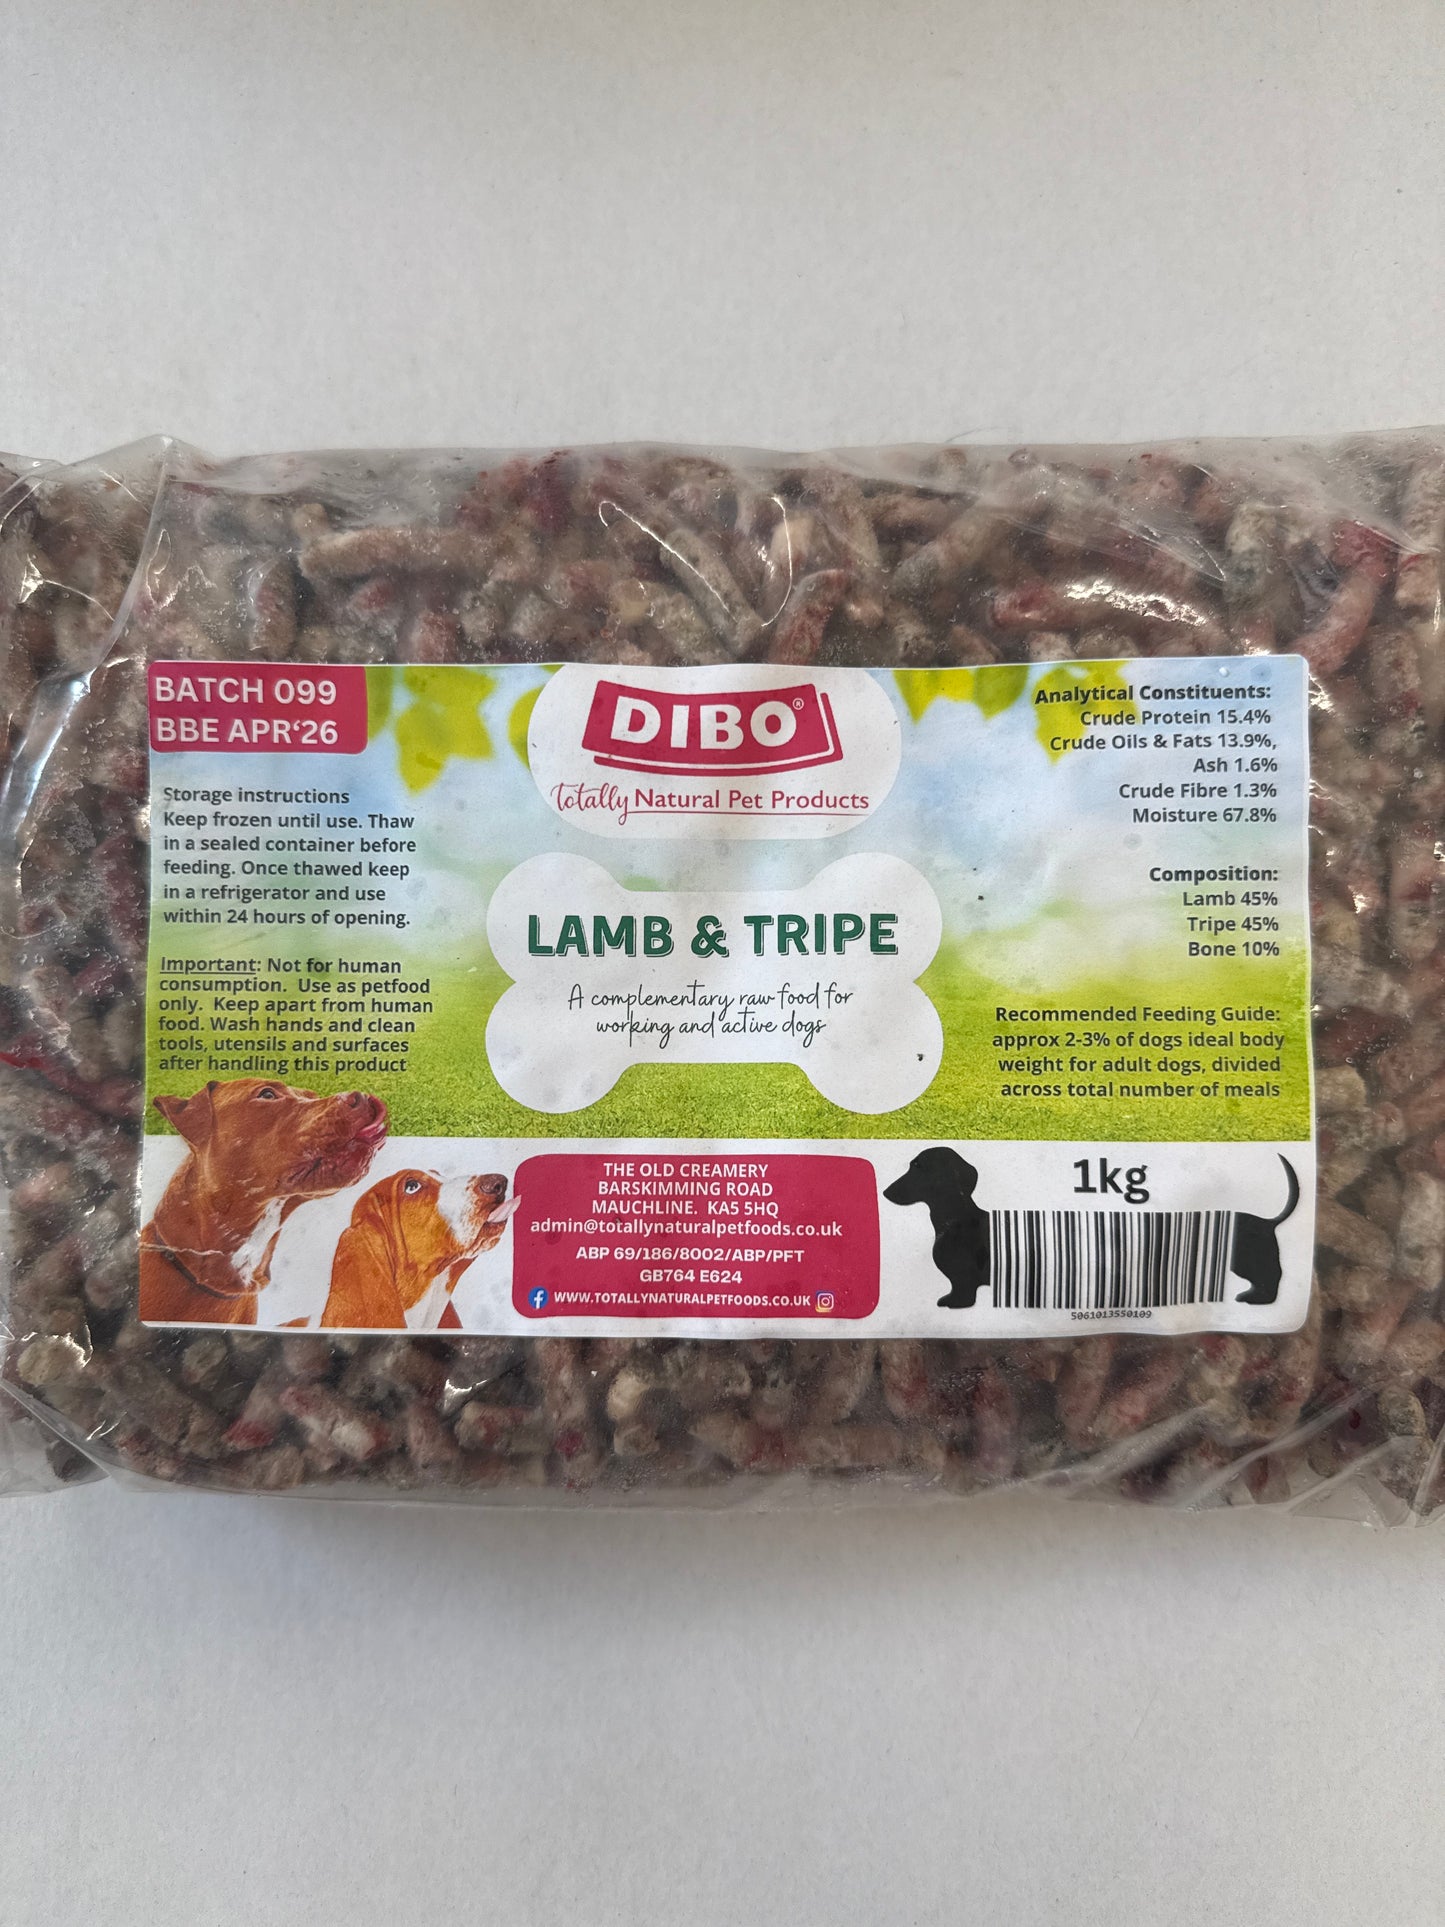 BATCH 099
BBE APR‘26
Storage instructions
Keep frozen until use. Thaw
in a sealed container before
feeding. Once thawed keep
in a refrigerator and use
within 24 hours of opening.
Important: Not for human
consumption. Use as petfood
only. Keep apart from human
food. Wash hands and clean
tools, utensils and surfaces
after handling this product
DIBO®
Totally Natural Pet Products
LAMB & TRIPE
A complementary raw food for
working and active dogs
Analytical Constituents:
Crude Protein 15.4%
Crude Oils & Fats 13.9%,
Ash 1.6%
Crude Fibre 1.3%
Moisture 67.8%
Composition:
Lamb 45%
Tripe 45%
Bone 10%
Recommended Feeding Guide:
approx 2-3% of dogs ideal body
weight for adult dogs, divided
across total number of meals
THE OLD CREAMERY
BARSKIMMING ROAD
MAUCHLINE. KA5 5HQ
admin@totallynaturalpetfoods.co.uk
ABP 69/186/8002/ABP/PFT
GB764 E624
WWW.TOTALLYNATURALPETFOODS.CO.UK
1kg
5061013550109